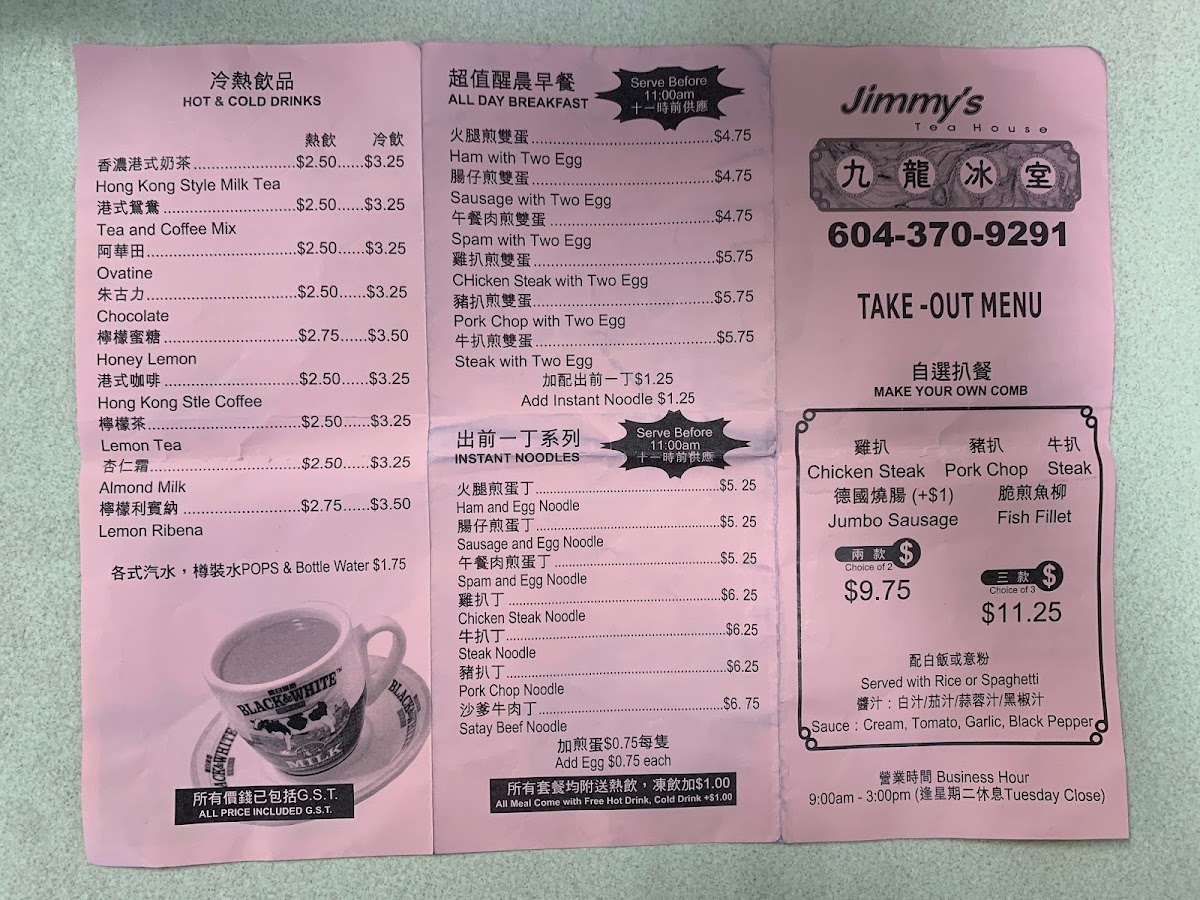 冷熱飲品
HOT & COLD DRINKS
熱飲 冷飲
香濃港式奶茶......................$2.50......$3.25
Hong Kong Style Milk Tea
港式鴛鴦............................$2.50......$3.25
Tea and Coffee Mix
阿華田................................$2.50......$3.25
Ovatine
朱古力................................$2.50......$3.25
Chocolate
檸檬蜜糖............................$2.75......$3.50
Honey Lemon
港式咖啡............................$2.50......$3.25
Hong Kong Stle Coffee
檸檬茶................................$2.50......$3.25
Lemon Tea
杏仁霜................................$2.50......$3.25
Almond Milk
檸檬利賓納.........................$2.75......$3.50
Lemon Ribena
各式汽水，樽裝水POPS & Bottle Water $1.75
BLACK&WHITE™
MILK
BLACK&WHITE
所有價錢已包括G.S.T.
ALL PRICE INCLUDED G.S.T.
超值醒晨早餐
ALL DAY BREAKFAST
Serve Before
11:00am
十一時前供應
火腿煎雙蛋.......................................$4.75
Ham with Two Egg
腸仔煎雙蛋.......................................$4.75
Sausage with Two Egg
午餐肉煎雙蛋...................................$4.75
Spam with Two Egg
雞扒煎雙蛋.......................................$5.75
CHicken Steak with Two Egg
豬扒煎雙蛋.......................................$5.75
Pork Chop with Two Egg
牛扒煎雙蛋.......................................$5.75
Steak with Two Egg
加配出前一丁$1.25
Add Instant Noodle $1.25
出前一丁系列
INSTANT NOODLES
Serve Before
11:00am
十一時前供應
火腿煎蛋丁.......................................$5. 25
Ham and Egg Noodle
腸仔煎蛋丁.......................................$5. 25
Sausage and Egg Noodle
午餐肉煎蛋丁...................................$5. 25
Spam and Egg Noodle
雞扒丁.............................................$6. 25
Chicken Steak Noodle
牛扒丁..............................................$6.25
Steak Noodle
豬扒丁..............................................$6.25
Pork Chop Noodle
沙爹牛肉丁.......................................$6. 75
Satay Beef Noodle
加煎蛋$0.75每隻
Add Egg $0.75 each
所有套餐均附送熱飲，凍飲加$1.00
All Meal Come with Free Hot Drink, Cold Drink +$1.00
Jimmy's
Tea House
九龍冰室
604-370-9291
TAKE -OUT MENU
自選扒餐
MAKE YOUR OWN COMB
雞扒 豬扒 牛扒
Chicken Steak Pork Chop Steak
德國燒腸 (+$1) 脆煎魚柳
Jumbo Sausage Fish Fillet
兩款 $
Choice of 2
$9.75
三款 $
Choice of 3
$11.25
配白飯或意粉
Served with Rice or Spaghetti
醬汁：白汁/茄汁/蒜蓉汁/黑椒汁
Sauce : Cream, Tomato, Garlic, Black Pepper
營業時間 Business Hour
9:00am - 3:00pm (逢星期二休息Tuesday Close)